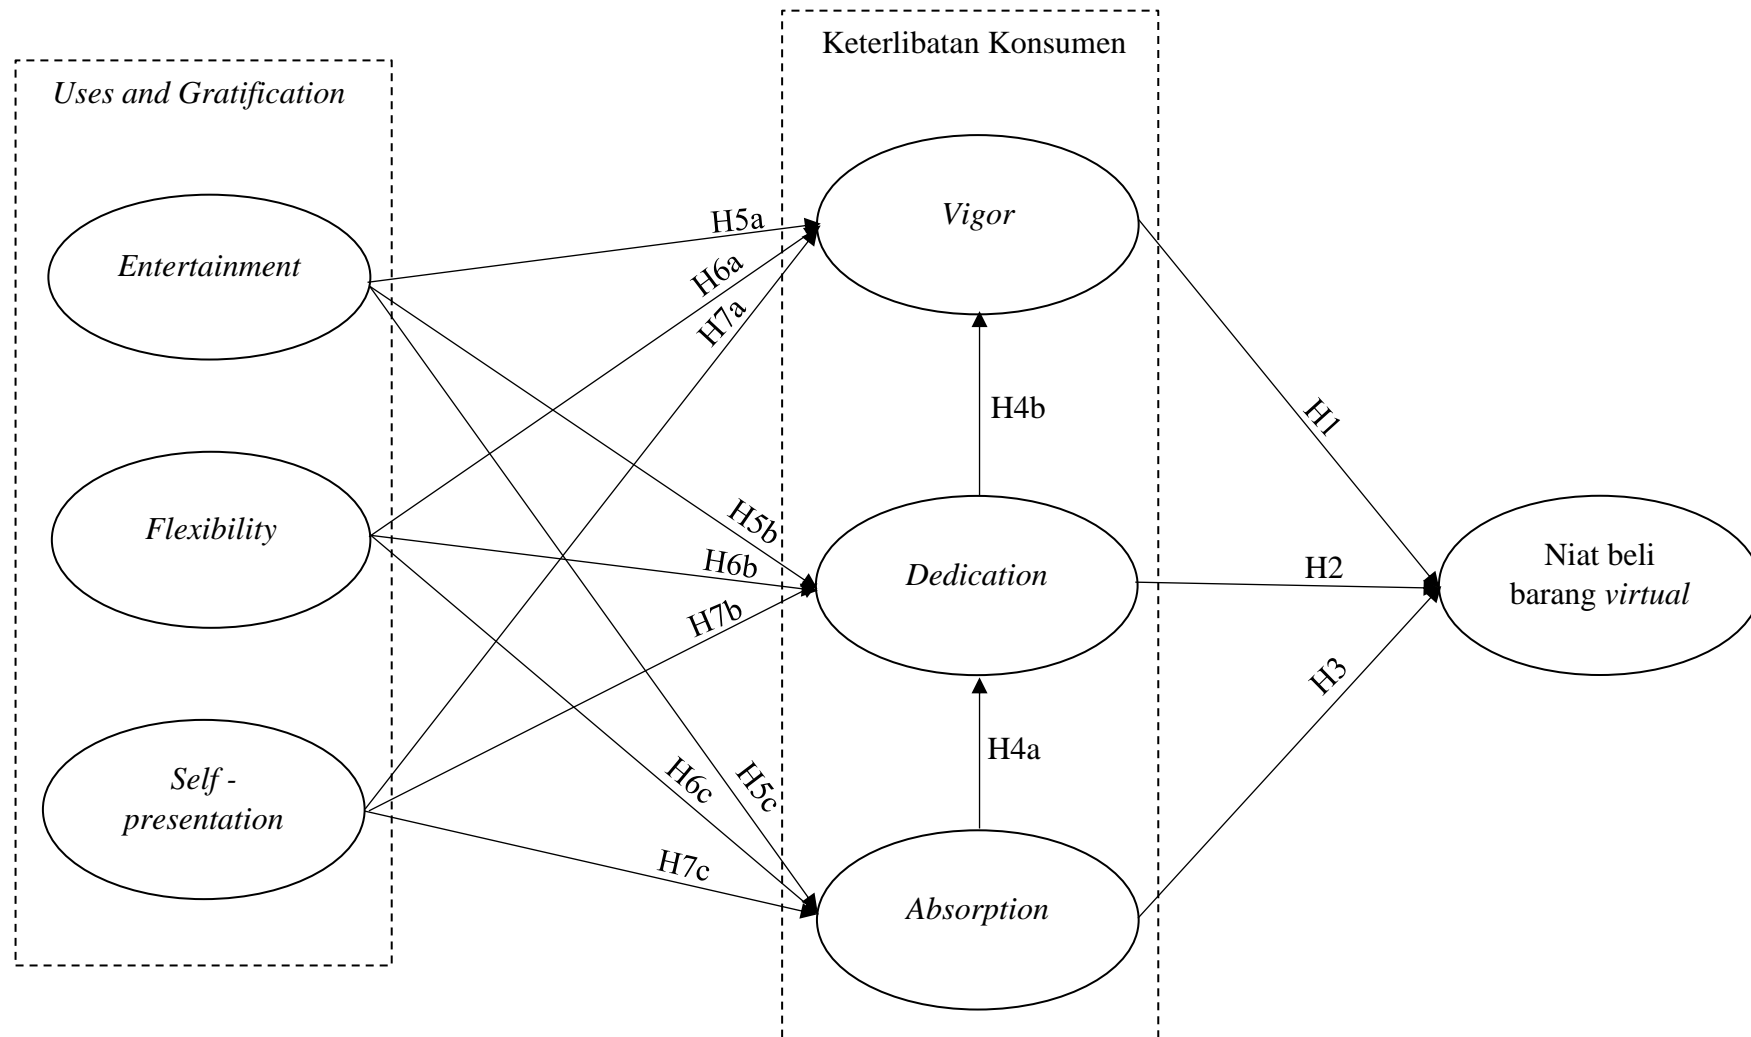 Keterlibatan Konsumen
Uses and Gratification
Entertainment
Flexibility
Self -
presentation
H5a
H6a
H7a
H5b
H6b
H7b
H6c
H5c
H7c
Vigor
H4b
Dedication
H4a
Absorption
H1
H2
H3
Niat beli
barang virtual